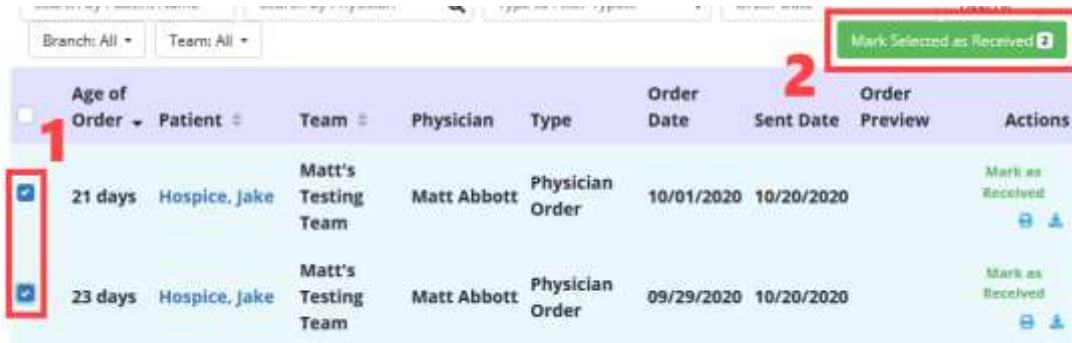 Branch: All Team: All Mark Selected as Received 2
2
Age of Order Patient Team Physician Type Order Date Sent Date Order Preview Actions
1
21 days Hospice, Jake Matt's Testing Team Matt Abbott Physician Order 10/01/2020 10/20/2020 Mark as Received
23 days Hospice, Jake Matt's Testing Team Matt Abbott Physician Order 09/29/2020 10/20/2020 Mark as Received